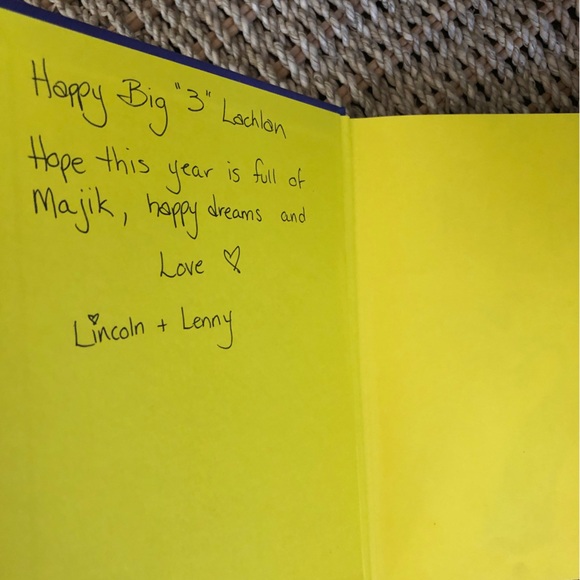 Happy Big "3" Lachlan
Hope this year is full of
Majik, happy dreams and
Love ♡
Lincoln + Lenny